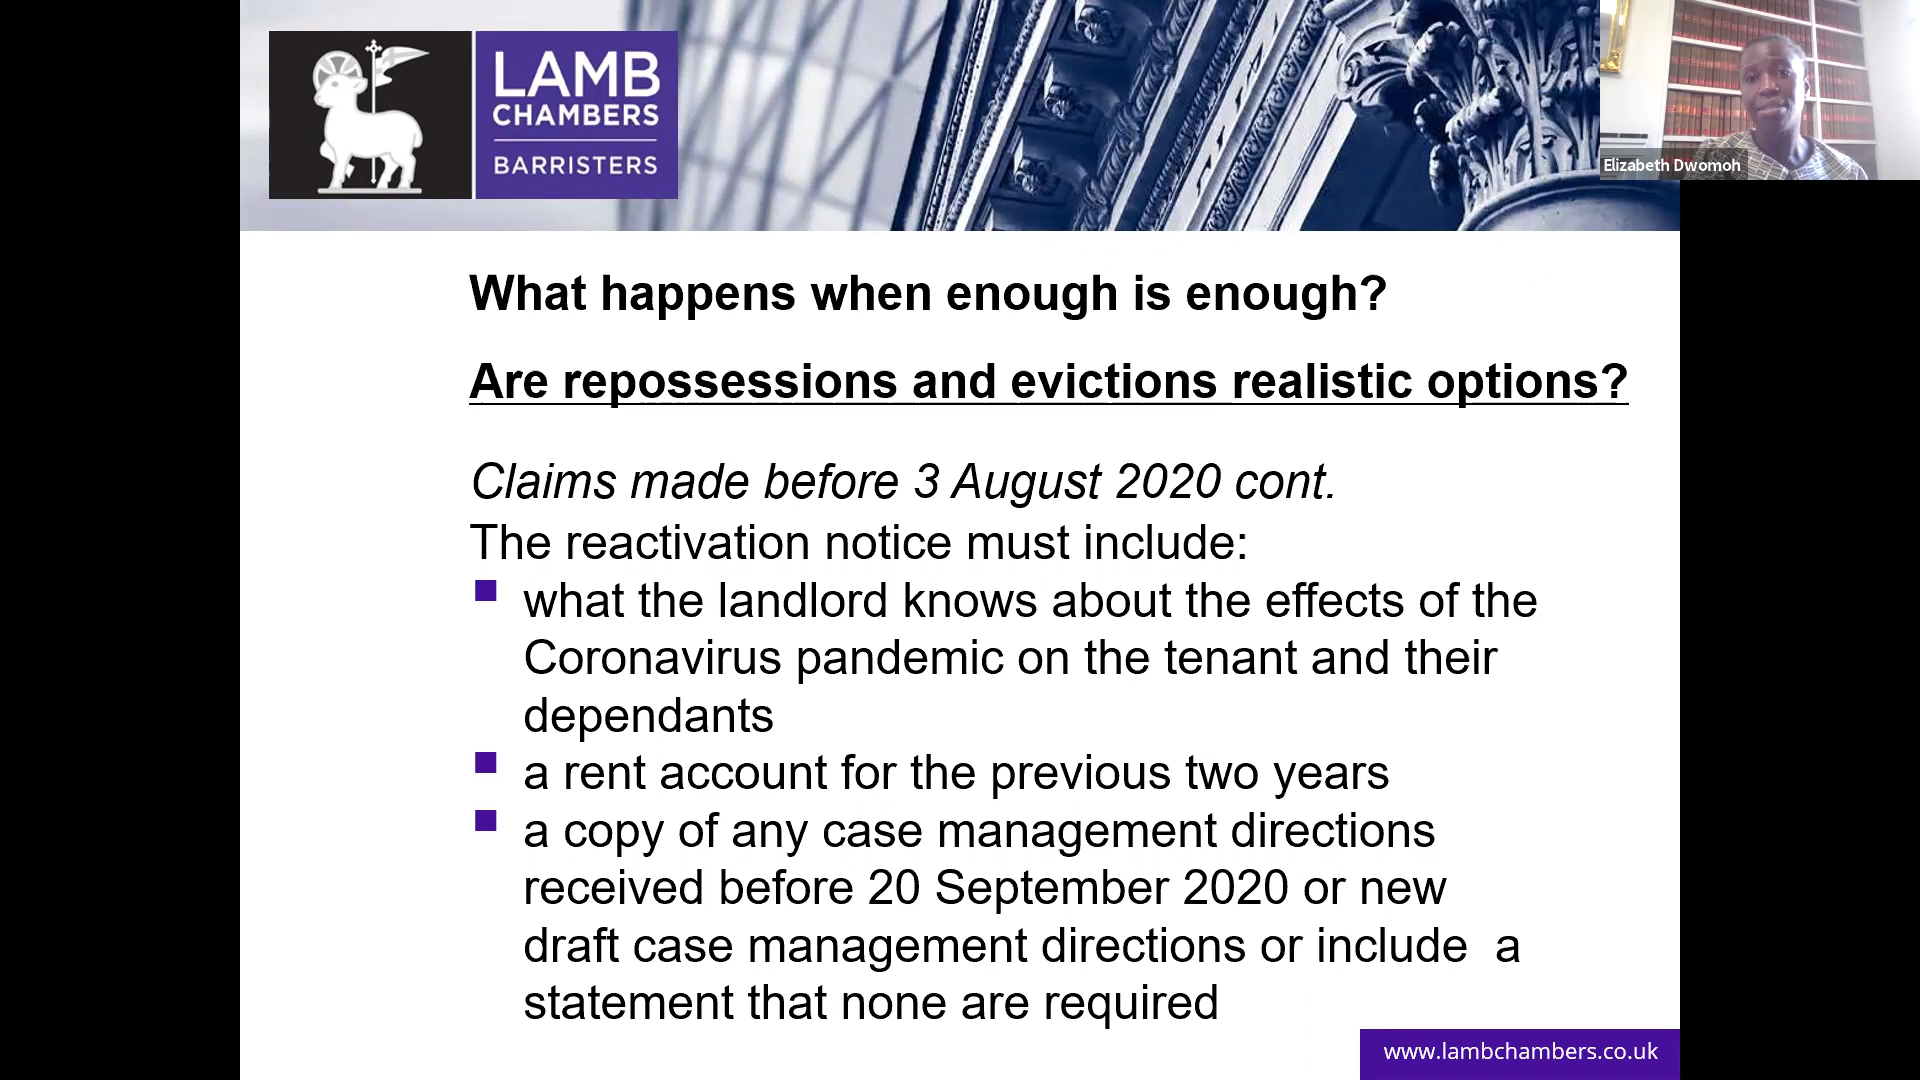 LAMB
CHAMBERS
BARRISTERS
Elizabeth Dwomoh
What happens when enough is enough?
Are repossessions and evictions realistic options?
Claims made before 3 August 2020 cont.
The reactivation notice must include:
what the landlord knows about the effects of the
Coronavirus pandemic on the tenant and their
dependants
a rent account for the previous two years
a copy of any case management directions
received before 20 September 2020 or new
draft case management directions or include  a
statement that none are required
www.lambchambers.co.uk